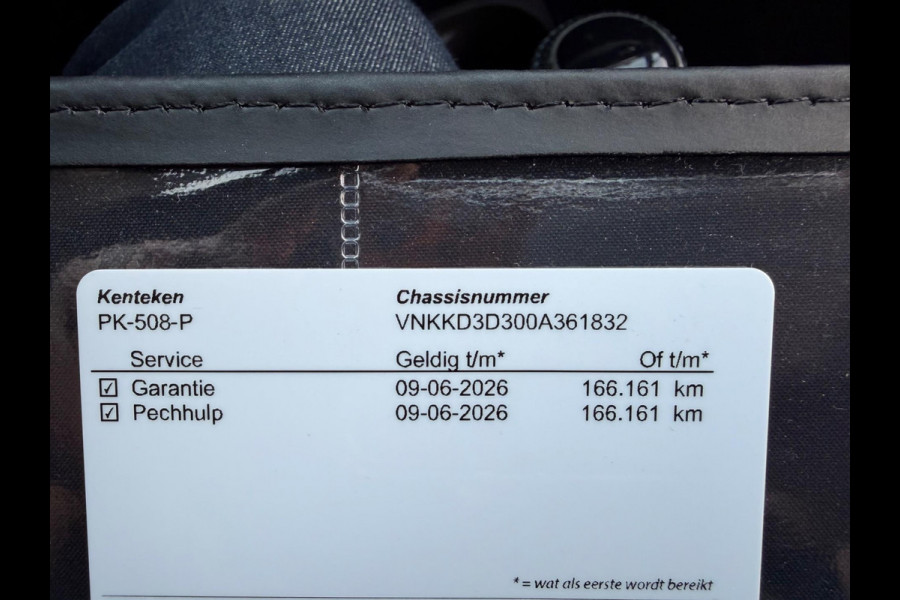 Kenteken Chassisnummer
PK-508-P VNKKD3D300A361832
Service Geldig t/m* Of t/m*
☑ Garantie 09-06-2026 166.161 km
☑ Pechhulp 09-06-2026 166.161 km
* = wat als eerste wordt bereikt